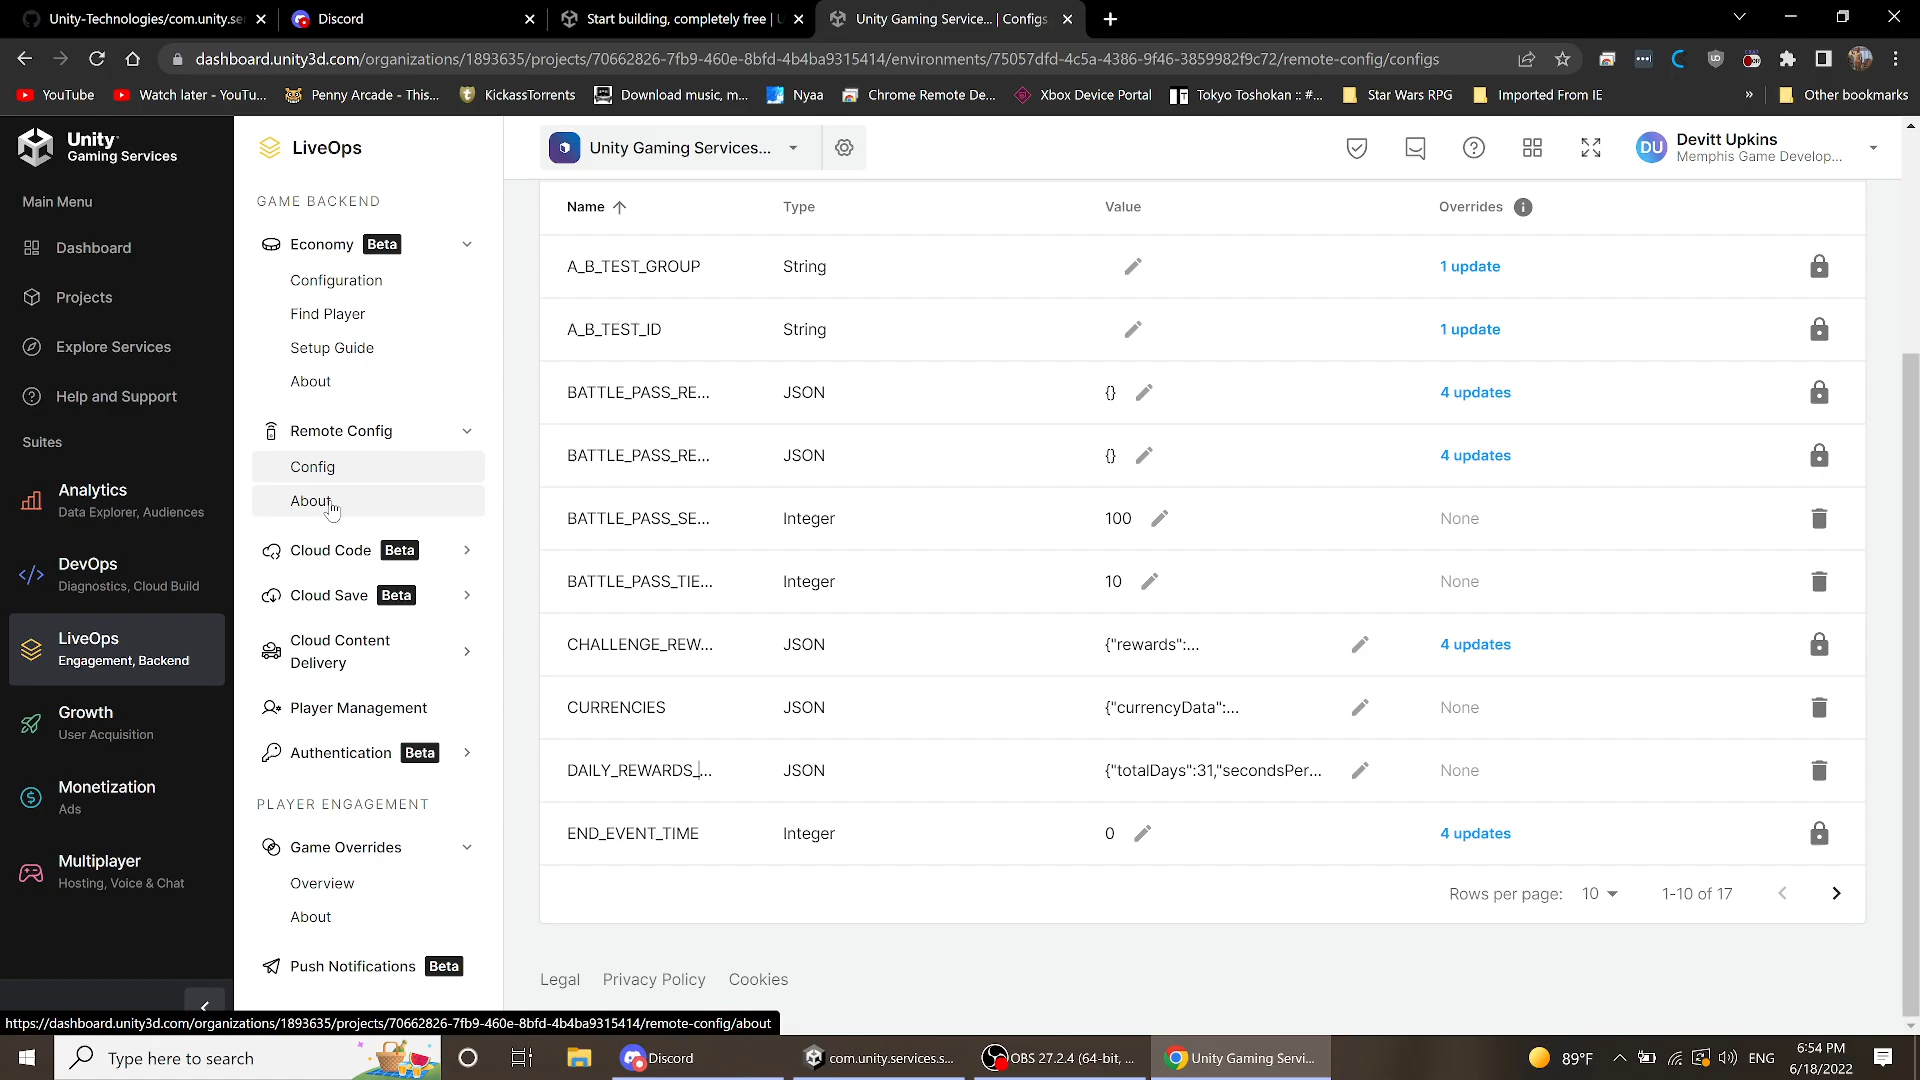 Unity-Technologies/com.unity.se
Discord
Start building, completely free |
Unity Gaming Service... | Configs
dashboard.unity3d.com/organizations/1893635/projects/70662826-7fb9-460e-8bfd-4b4ba9315414/environments/75057dfd-4c5a-4386-9f46-3859982f9c72/remote-config/configs
YouTube
Watch later - YouTu...
Penny Arcade - This...
KickassTorrents
Download music, m...
Nyaa
Chrome Remote De...
Xbox Device Portal
Tokyo Toshokan :: #...
Star Wars RPG
Imported From IE
»
Other bookmarks
Unity
Gaming Services
Main Menu
Dashboard
Projects
Explore Services
Help and Support
Suites
Analytics
Data Explorer, Audiences
DevOps
Diagnostics, Cloud Build
LiveOps
Engagement, Backend
Growth
User Acquisition
Monetization
Ads
Multiplayer
Hosting, Voice & Chat
LiveOps
GAME BACKEND
Economy Beta
Configuration
Find Player
Setup Guide
About
Remote Config
Config
About
Cloud Code Beta
Cloud Save Beta
Cloud Content
Delivery
Player Management
Authentication Beta
PLAYER ENGAGEMENT
Game Overrides
Overview
About
Push Notifications Beta
Unity Gaming Services...
DU
Devitt Upkins
Memphis Game Develop...
Name Type Value Overrides
A_B_TEST_GROUP String 1 update
A_B_TEST_ID String 1 update
BATTLE_PASS_RE... JSON {} 4 updates
BATTLE_PASS_RE... JSON {} 4 updates
BATTLE_PASS_SE... Integer 100 None
BATTLE_PASS_TIE... Integer 10 None
CHALLENGE_REW... JSON {"rewards":... 4 updates
CURRENCIES JSON {"currencyData":... None
DAILY_REWARDS_... JSON {"totalDays":31,"secondsPer... None
END_EVENT_TIME Integer 0 4 updates
Rows per page: 10 1-10 of 17
Legal Privacy Policy Cookies
https://dashboard.unity3d.com/organizations/1893635/projects/70662826-7fb9-460e-8bfd-4b4ba9315414/remote-config/about
Type here to search
Discord
com.unity.services.s...
OBS 27.2.4 (64-bit, ...
Unity Gaming Servi...
89°F
ENG
6:54 PM
6/18/2022